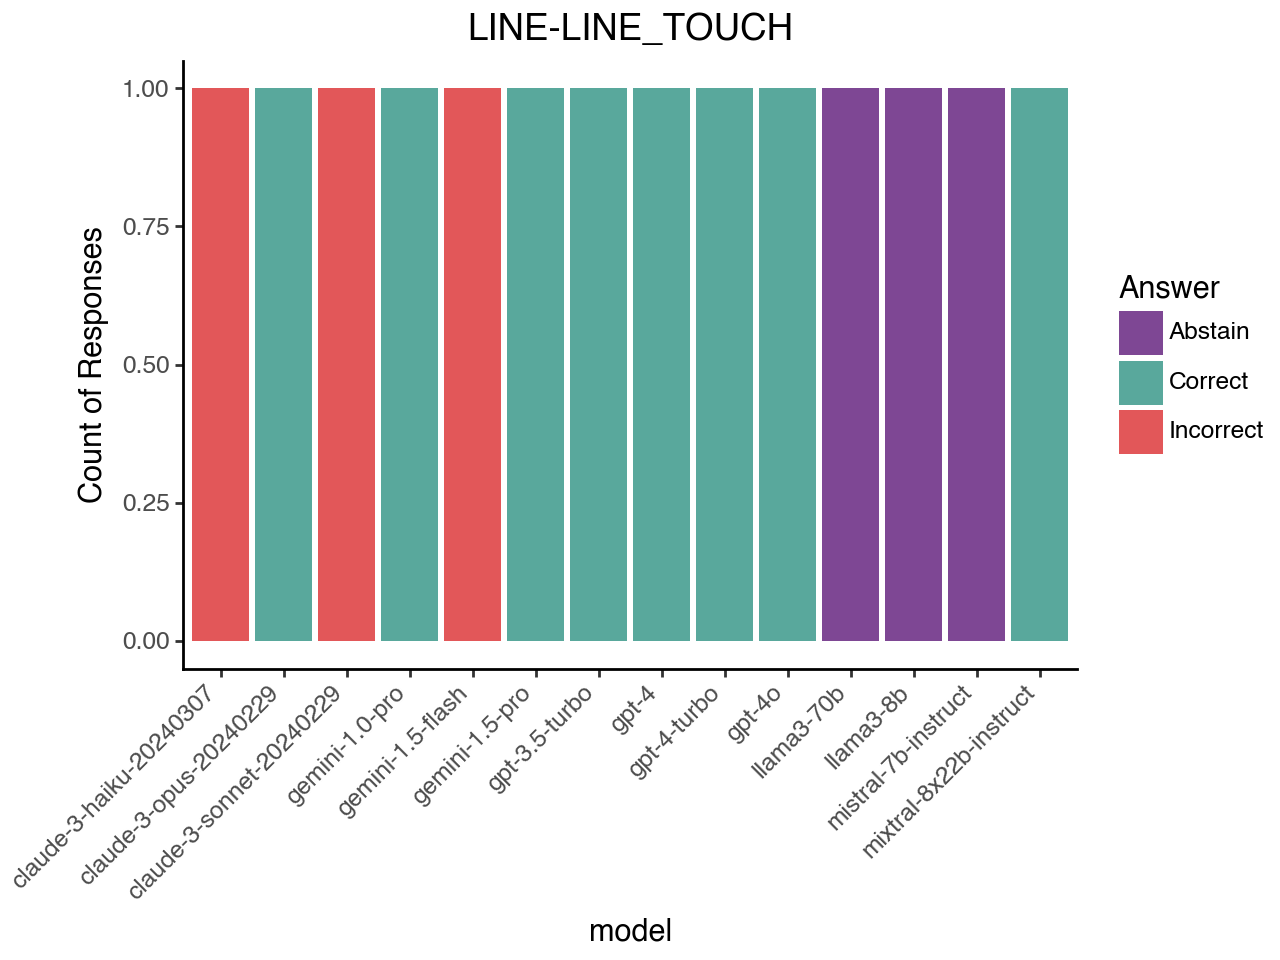 LINE-LINE_TOUCH
Count of Responses
1.00
0.75
0.50
0.25
0.00
claude-3-haiku-20240307
claude-3-opus-20240229
claude-3-sonnet-20240229
gemini-1.0-pro
gemini-1.5-flash
gemini-1.5-pro
gpt-3.5-turbo
gpt-4
gpt-4-turbo
gpt-4o
llama3-70b
llama3-8b
mistral-7b-instruct
mixtral-8x22b-instruct
model
Answer
Abstain
Correct
Incorrect